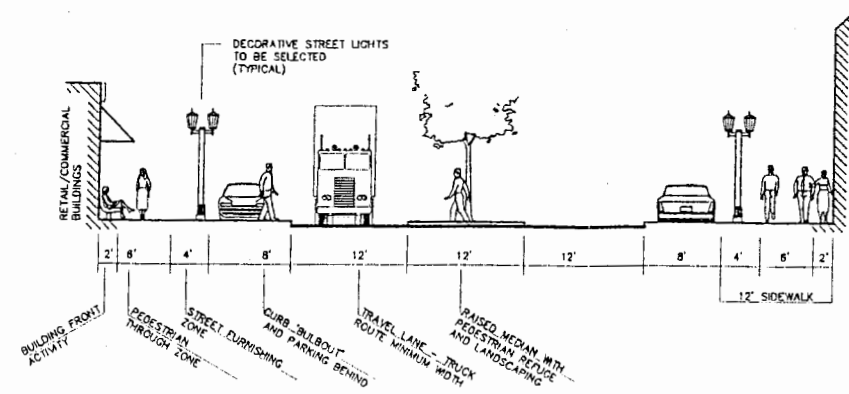 DECORATIVE STREET LIGHTS
TO BE SELECTED
(TYPICAL)
RETAIL/COMMERCIAL
BUILDINGS
2' 6' 4' 8' 12' 12' 12' 8' 4' 6' 2'
12' SIDEWALK
BUILDING FRONT
ACTIVITY
PEDESTRIAN
THROUGH ZONE
STREET FURNISHING
ZONE
CURB "BULBOUT"
AND PARKING BEHIND
TRAVEL LANE - TRUCK
ROUTE MINIMUM WIDTH
RAISED MEDIAN WITH
PEDESTRIAN REFUGE
AND LANDSCAPING